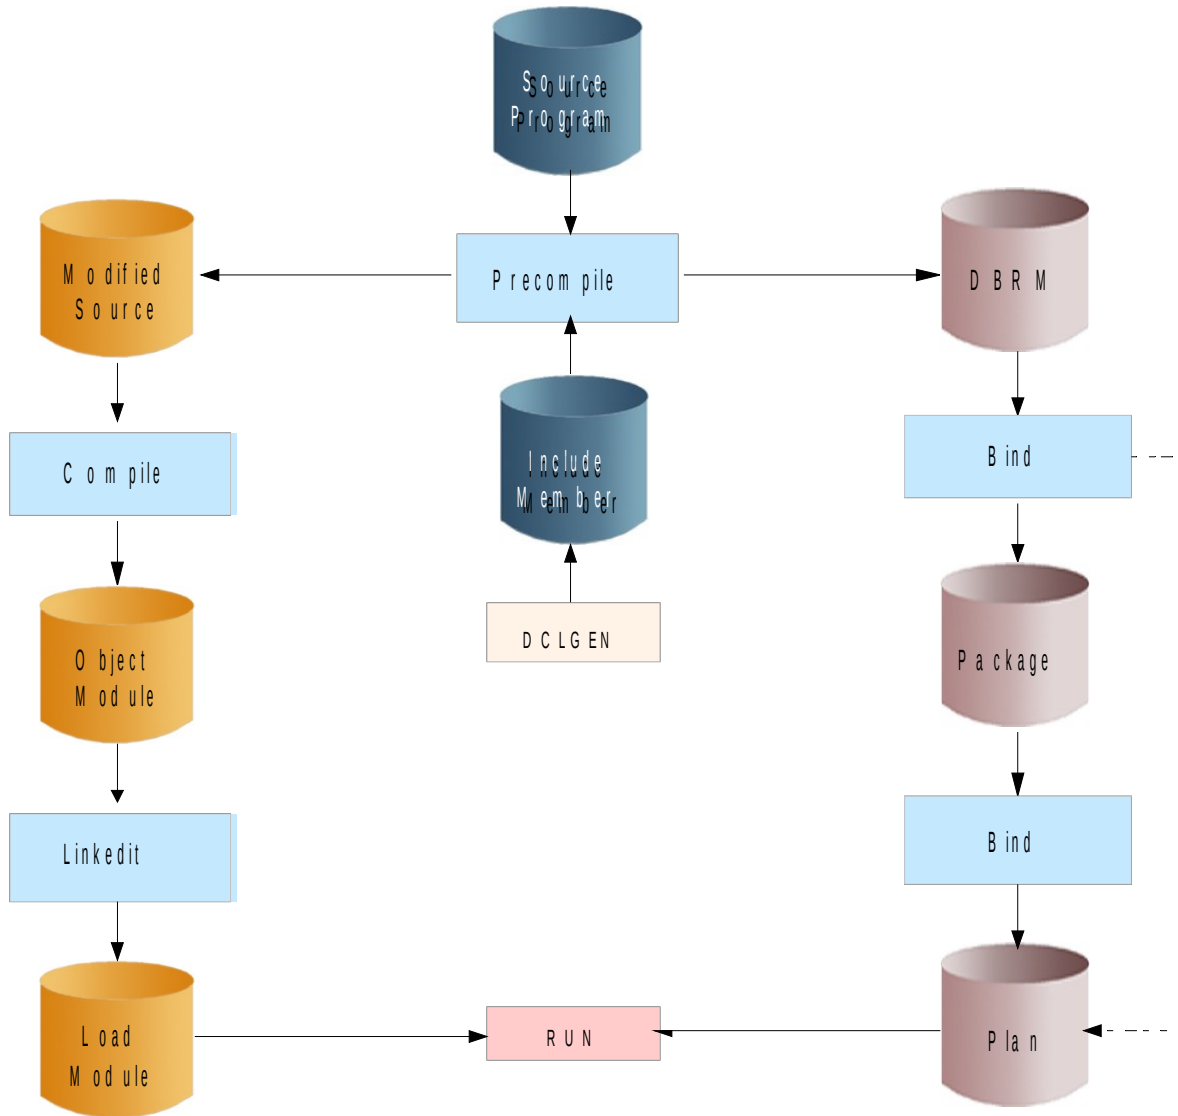 Source
Program
Modified
Source
Precompile
DBRM
Compile
Include
Member
Bind
Object
Module
DCLGEN
Package
Linkedit
Bind
Load
Module
RUN
Plan